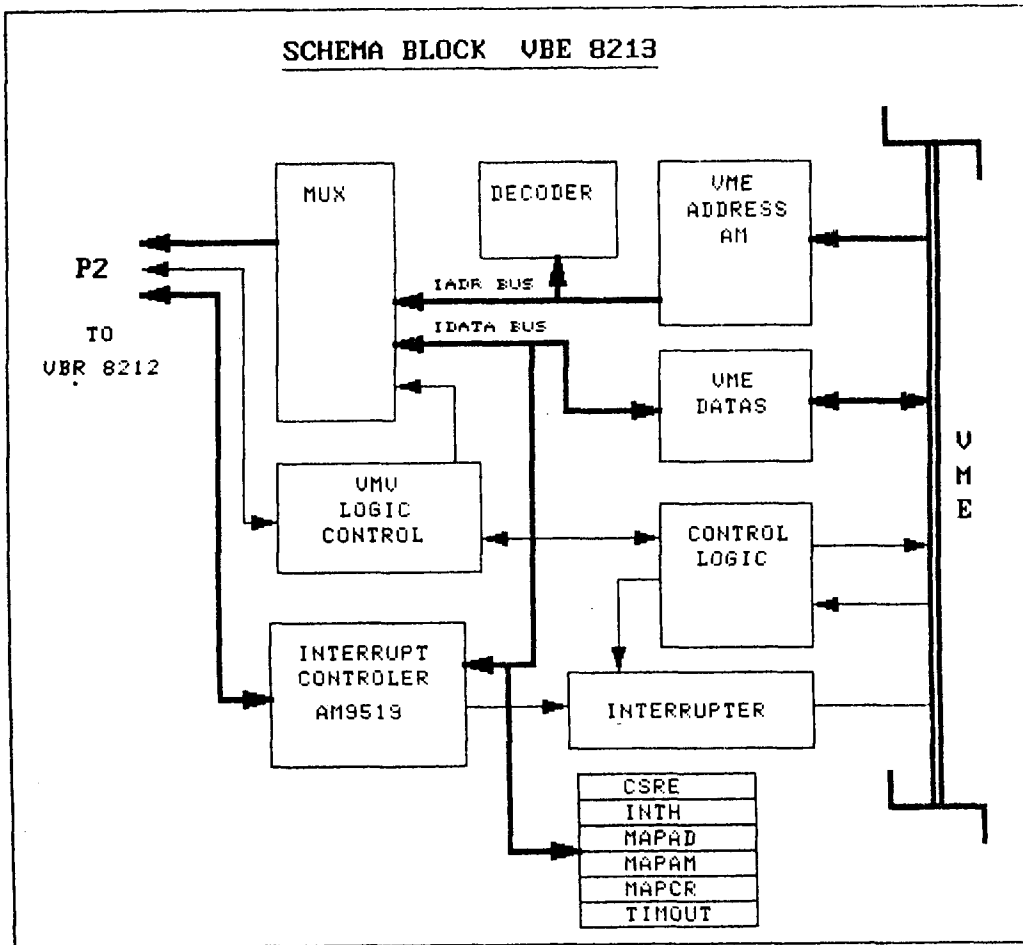 SCHEMA BLOCK VBE 8213
MUX
DECODER
VME
ADDRESS
AM
P2
TO
VBR 8212
IADR BUS
IDATA BUS
VME
DATAS
VME
VMV
LOGIC
CONTROL
CONTROL
LOGIC
INTERRUPT
CONTROLER
AM9519
INTERRUPTER
CSRE
INTH
MAPAD
MAPAM
MAPCR
TIMOUT